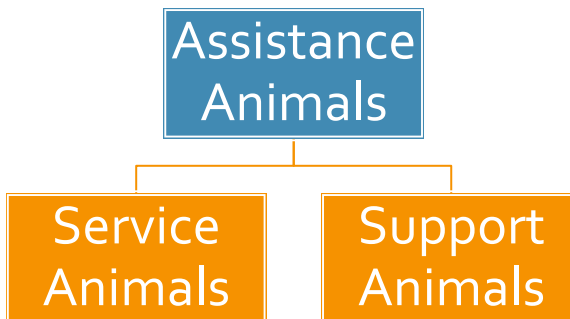 Assistance
Animals
Service
Animals
Support
Animals